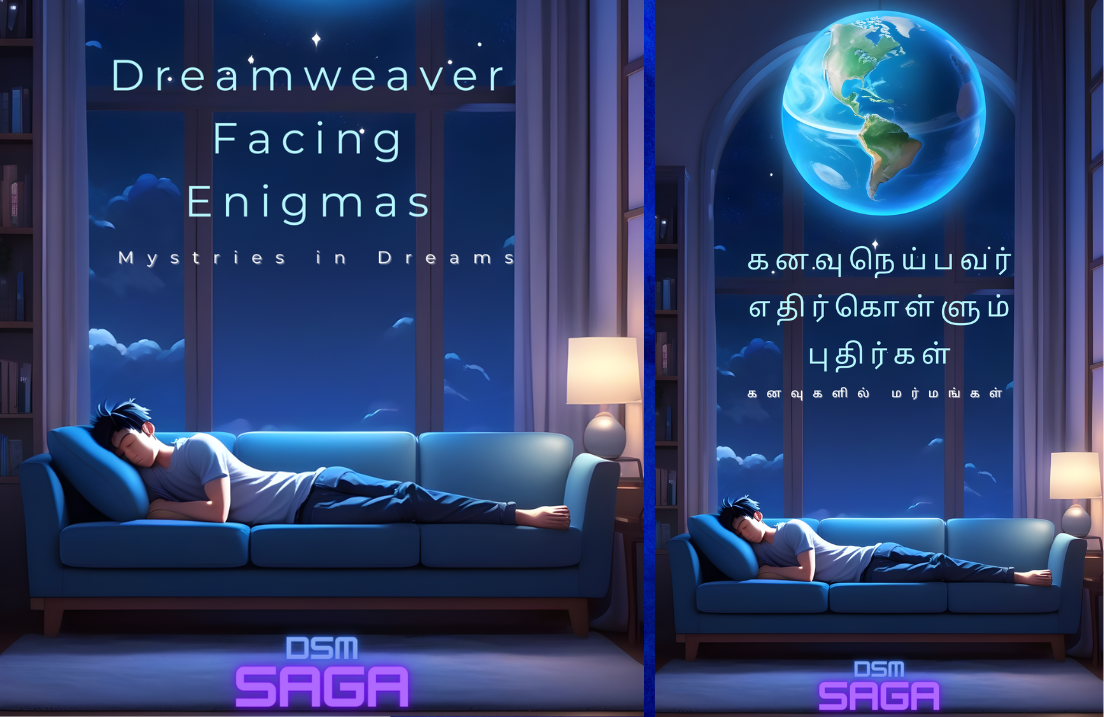 Dreamweaver
Facing
Enigmas
Mystries in Dreams
DSM
SAGA
கனவு நெய்பவர்
எதிர்கொள்ளும்
புதிர்கள்
கனவுகளில் மர்மங்கள்
DSM
SAGA